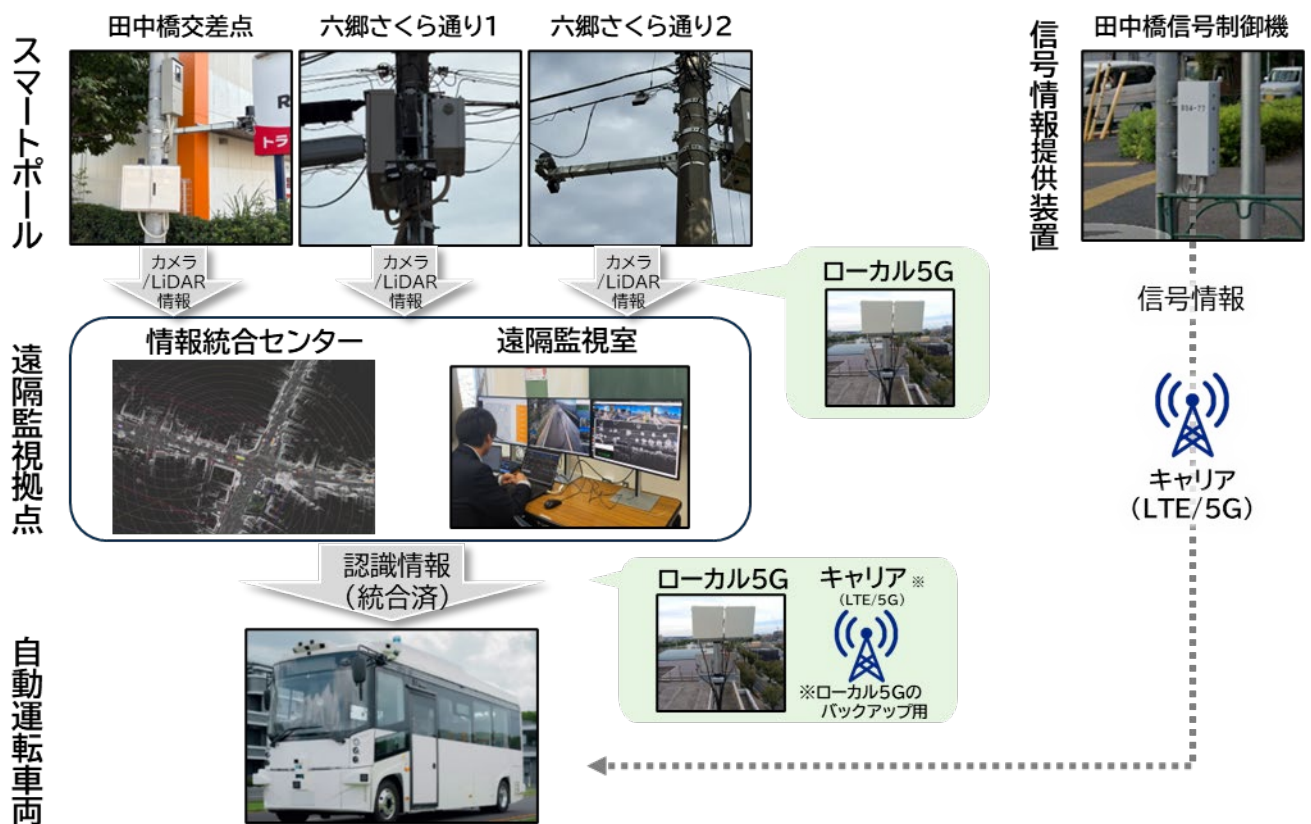 田中橋交差点
六郷さくら通り1
六郷さくら通り2
田中橋信号制御機
スマートポール
信号情報提供装置
トラ
994-77
カメラ
/LiDAR
情報
カメラ
/LiDAR
情報
カメラ
/LiDAR
情報
ローカル5G
信号情報
遠隔監視拠点
情報統合センター
遠隔監視室
キャリア
(LTE/5G)
認識情報
(統合済)
ローカル5G
キャリア※
(LTE/5G)
※ローカル5Gの
バックアップ用
自動運転車両